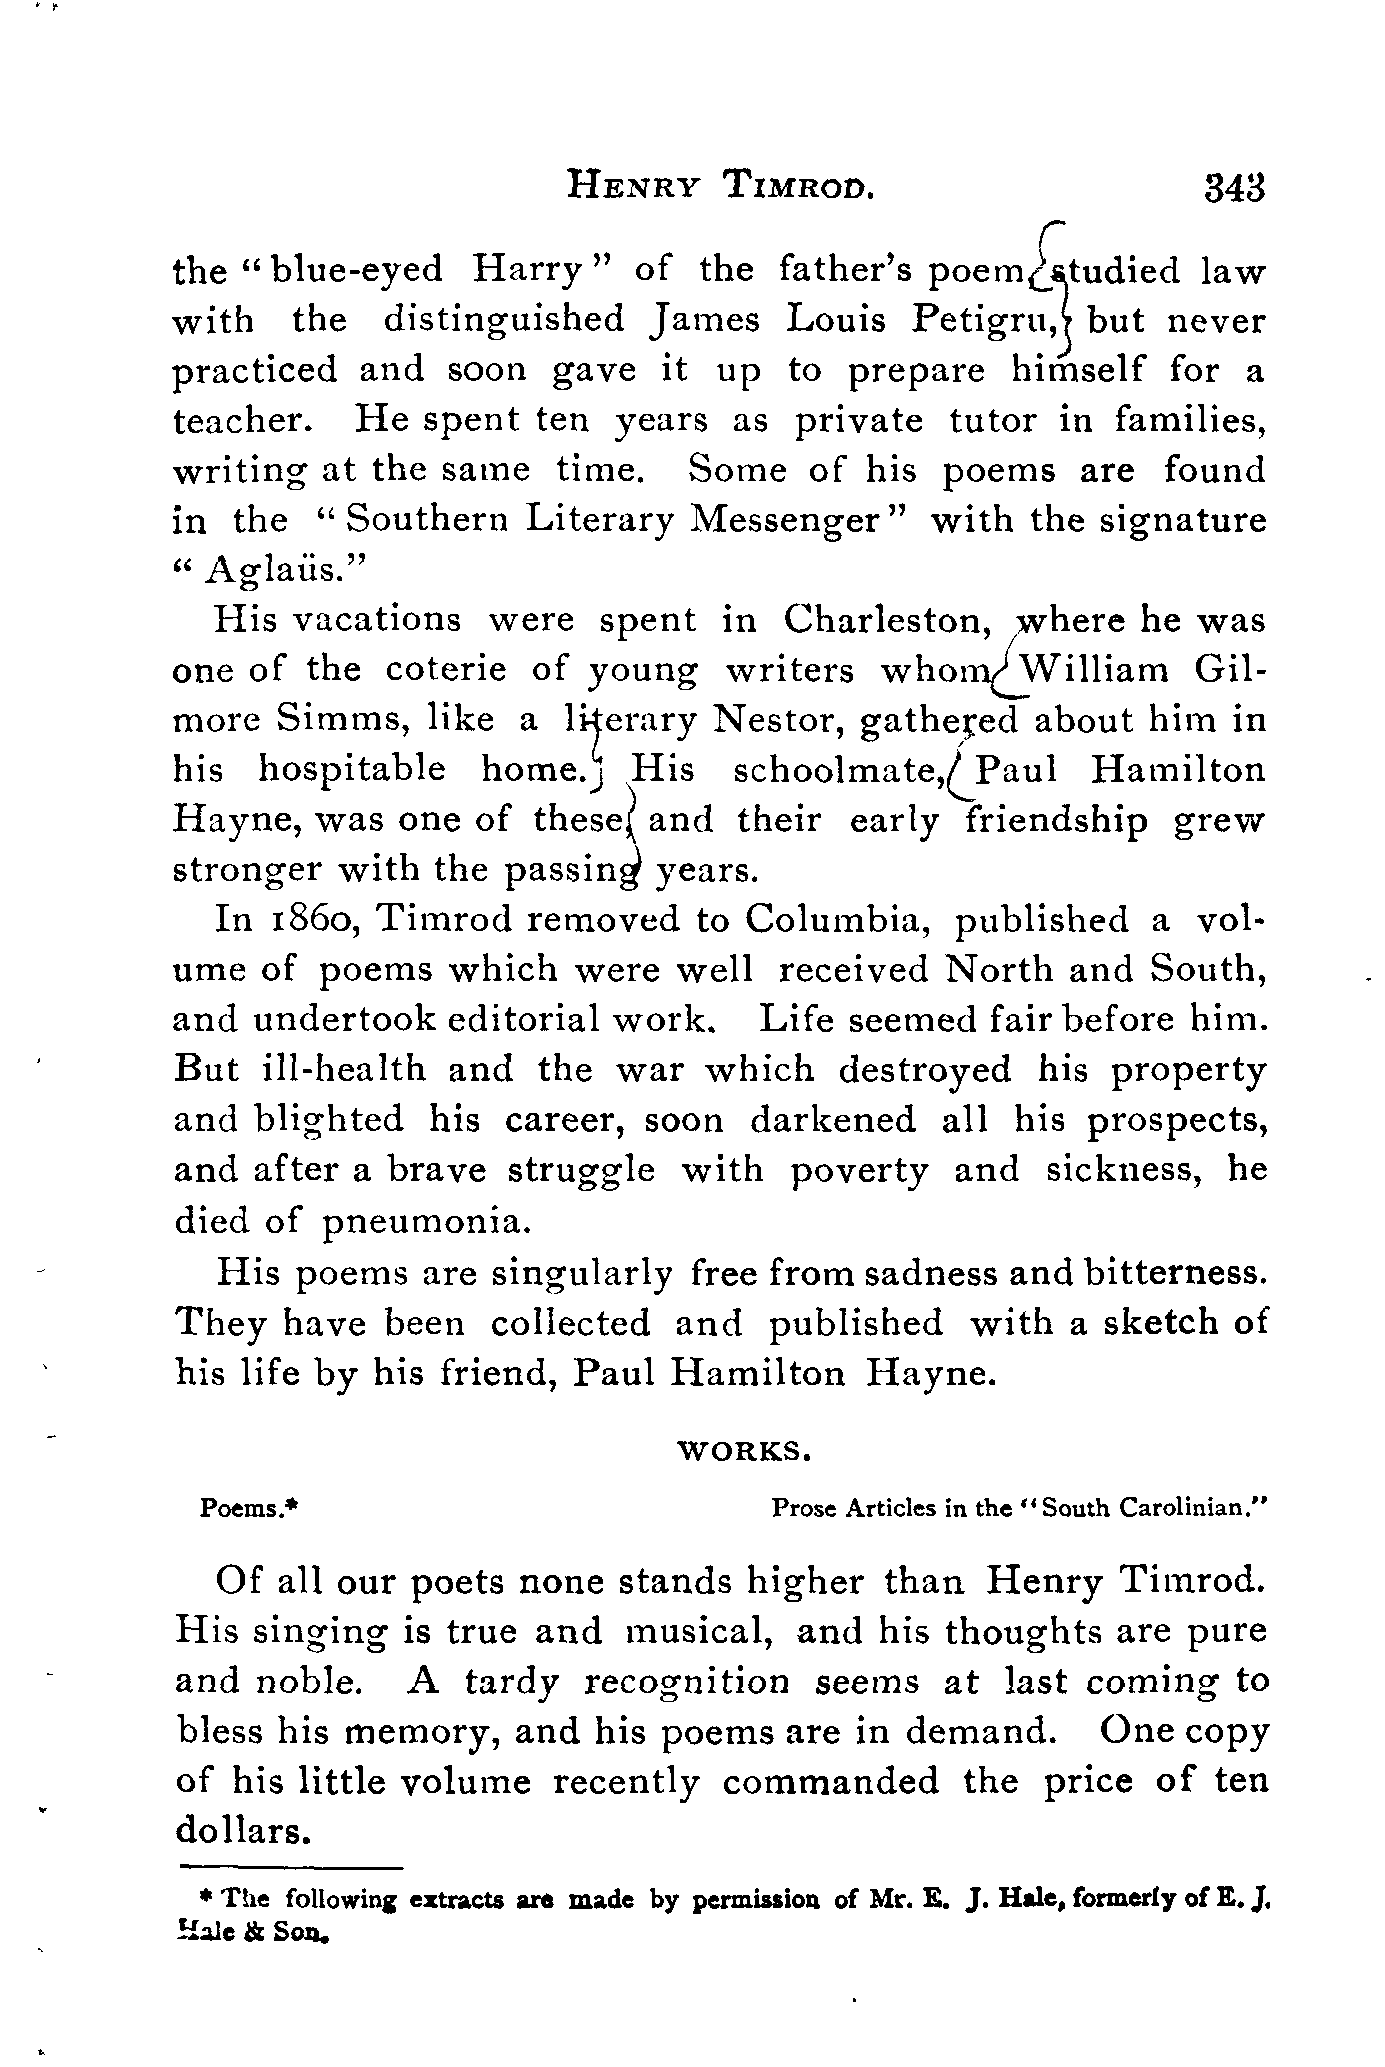 HENRY TIMROD. 343
the "blue-eyed Harry" of the father's poem studied law
with the distinguished James Louis Petigru, but never
practiced and soon gave it up to prepare himself for a
teacher. He spent ten years as private tutor in families,
writing at the same time. Some of his poems are found
in the "Southern Literary Messenger" with the signature
"Aglaüs."
His vacations were spent in Charleston, where he was
one of the coterie of young writers whom William Gil-
more Simms, like a literary Nestor, gathered about him in
his hospitable home. His schoolmate, Paul Hamilton
Hayne, was one of these and their early friendship grew
stronger with the passing years.
In 1860, Timrod removed to Columbia, published a vol-
ume of poems which were well received North and South,
and undertook editorial work. Life seemed fair before him.
But ill-health and the war which destroyed his property
and blighted his career, soon darkened all his prospects,
and after a brave struggle with poverty and sickness, he
died of pneumonia.
His poems are singularly free from sadness and bitterness.
They have been collected and published with a sketch of
his life by his friend, Paul Hamilton Hayne.
WORKS.
Poems.* Prose Articles in the "South Carolinian."
Of all our poets none stands higher than Henry Timrod.
His singing is true and musical, and his thoughts are pure
and noble. A tardy recognition seems at last coming to
bless his memory, and his poems are in demand. One copy
of his little volume recently commanded the price of ten
dollars.
* The following extracts are made by permission of Mr. E. J. Hale, formerly of E. J.
Hale & Son.